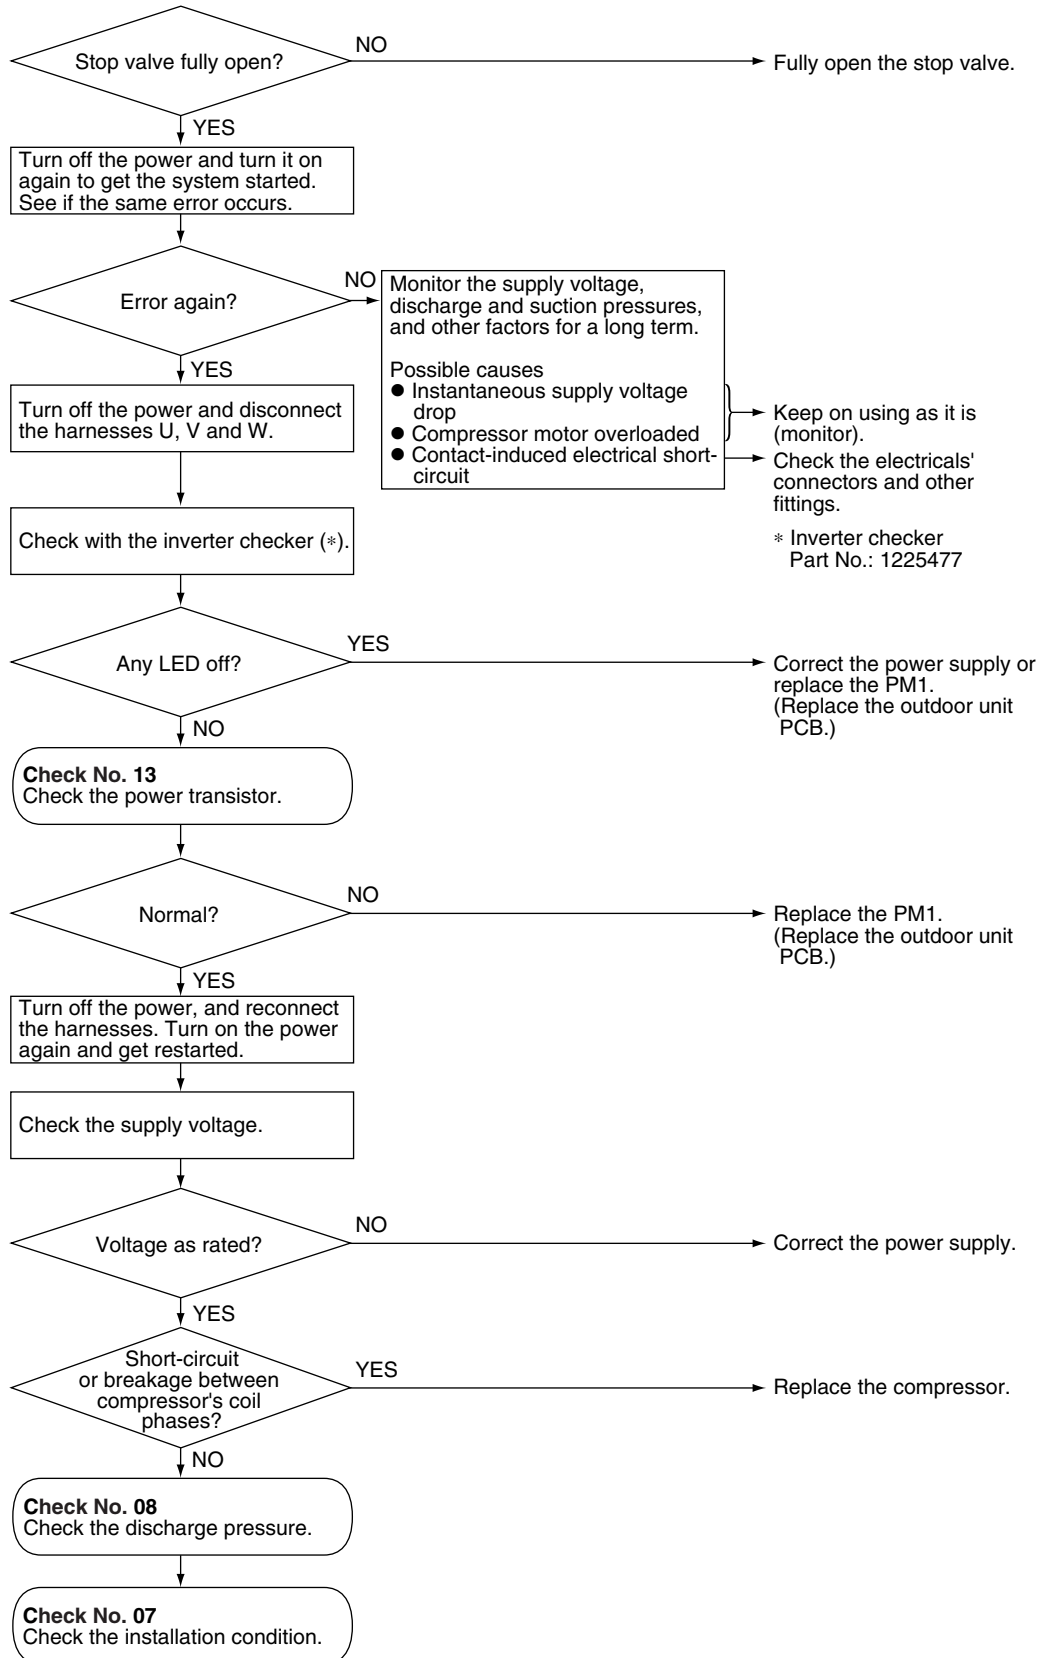 Stop valve fully open?
NO
Fully open the stop valve.
YES
Turn off the power and turn it on
again to get the system started.
See if the same error occurs.
Error again?
NO
Monitor the supply voltage,
discharge and suction pressures,
and other factors for a long term.
Possible causes
● Instantaneous supply voltage
drop
● Compressor motor overloaded
● Contact-induced electrical short-
circuit
Keep on using as it is
(monitor).
Check the electricals'
connectors and other
fittings.
* Inverter checker
Part No.: 1225477
YES
Turn off the power and disconnect
the harnesses U, V and W.
Check with the inverter checker (*).
Any LED off?
YES
Correct the power supply or
replace the PM1.
(Replace the outdoor unit
PCB.)
NO
Check No. 13
Check the power transistor.
Normal?
NO
Replace the PM1.
(Replace the outdoor unit
PCB.)
YES
Turn off the power, and reconnect
the harnesses. Turn on the power
again and get restarted.
Check the supply voltage.
Voltage as rated?
NO
Correct the power supply.
YES
Short-circuit
or breakage between
compressor's coil
phases?
YES
Replace the compressor.
NO
Check No. 08
Check the discharge pressure.
Check No. 07
Check the installation condition.